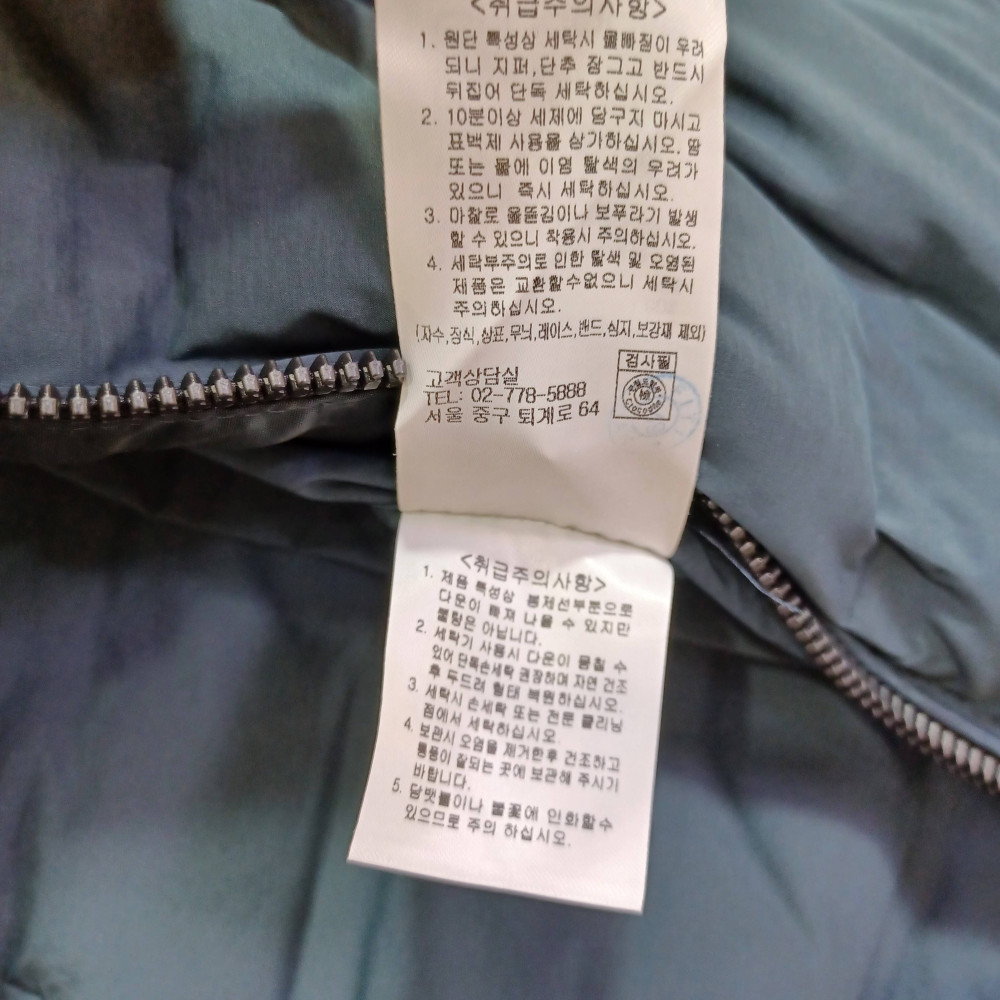 <취급주의사항>
1. 원단 특성상 세탁시 물빠짐이 우려
되니 지퍼,단추 잠그고 반드시
뒤집어 단독 세탁하십시오.
2. 10분이상 세제에 담구지 마시고
표백제 사용을 삼가하십시오. 땀
또는 물에 이염 탈색의 우려가
있으니 즉시 세탁하십시오.
3. 마찰로 올뜯김이나 보푸라기 발생
할 수 있으니 착용시 주의하십시오.
4. 세탁부주의로 인한 탈색 및 오염된
제품은 교환할수없으니 세탁시
주의하십시오.
(자수,장식,상표,무늬,레이스,밴드,심지,보강재 제외)
고객상담실
TEL: 02-778-5888
서울 중구 퇴계로 64
검사필
Crocodile
<취급주의사항>
1. 제품 특성상 봉제선부분으로
다운이 빠져 나올 수 있지만
불량은 아닙니다.
2. 세탁기 사용시 다운이 뭉칠 수
있어 단독손세탁 권장하며 자연 건조
후 두드려 형태 복원하십시오.
3. 세탁시 손세탁 또는 전문 클리닝
점에서 세탁하십시오.
4. 보관시 오염을 제거한후 건조하고
통풍이 잘되는 곳에 보관해 주시기
바랍니다.
5. 담뱃불이나 불꽃에 인화할수
있으므로 주의 하십시오.